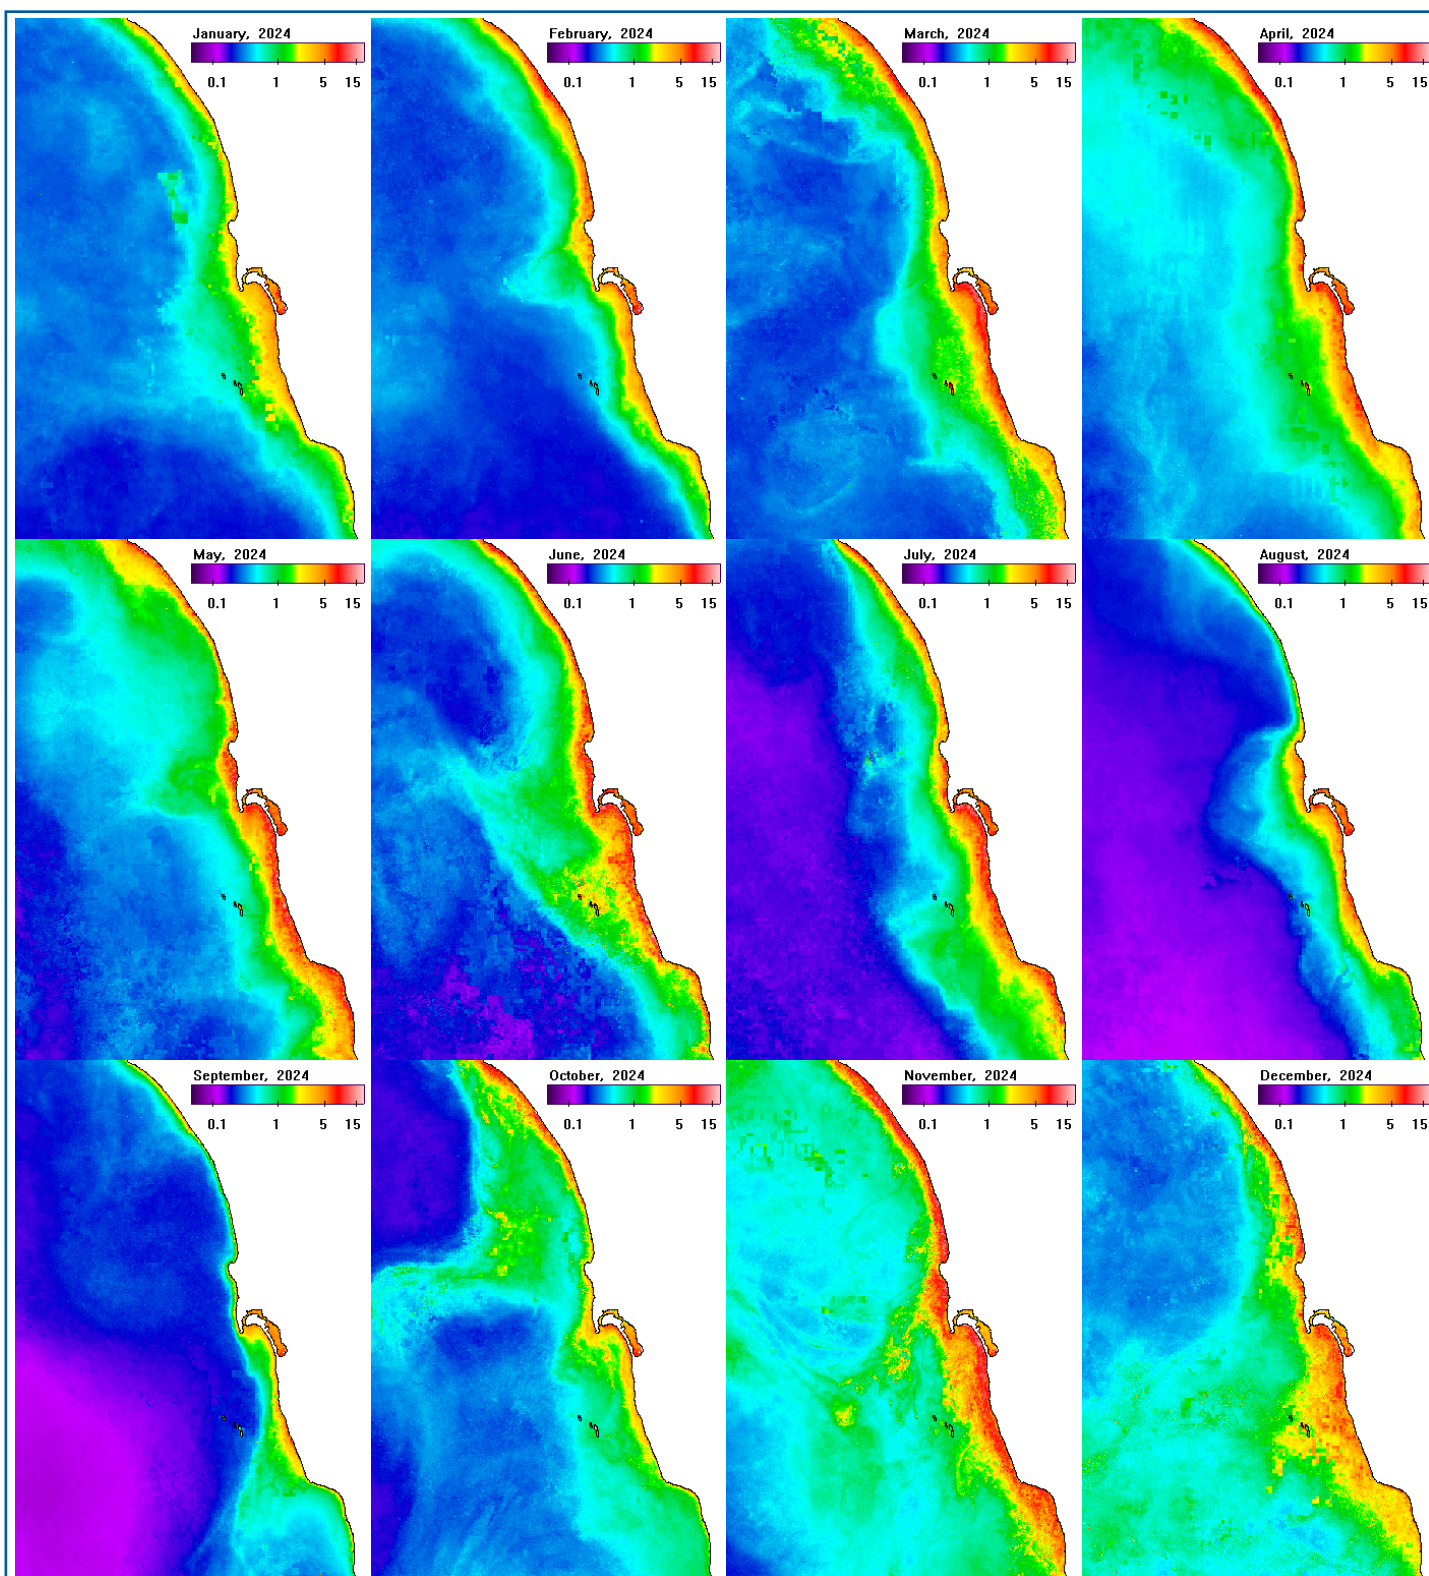 January, 2024
0.1 1 5 15
February, 2024
0.1 1 5 15
March, 2024
0.1 1 5 15
April, 2024
0.1 1 5 15
May, 2024
0.1 1 5 15
June, 2024
0.1 1 5 15
July, 2024
0.1 1 5 15
August, 2024
0.1 1 5 15
September, 2024
0.1 1 5 15
October, 2024
0.1 1 5 15
November, 2024
0.1 1 5 15
December, 2024
0.1 1 5 15